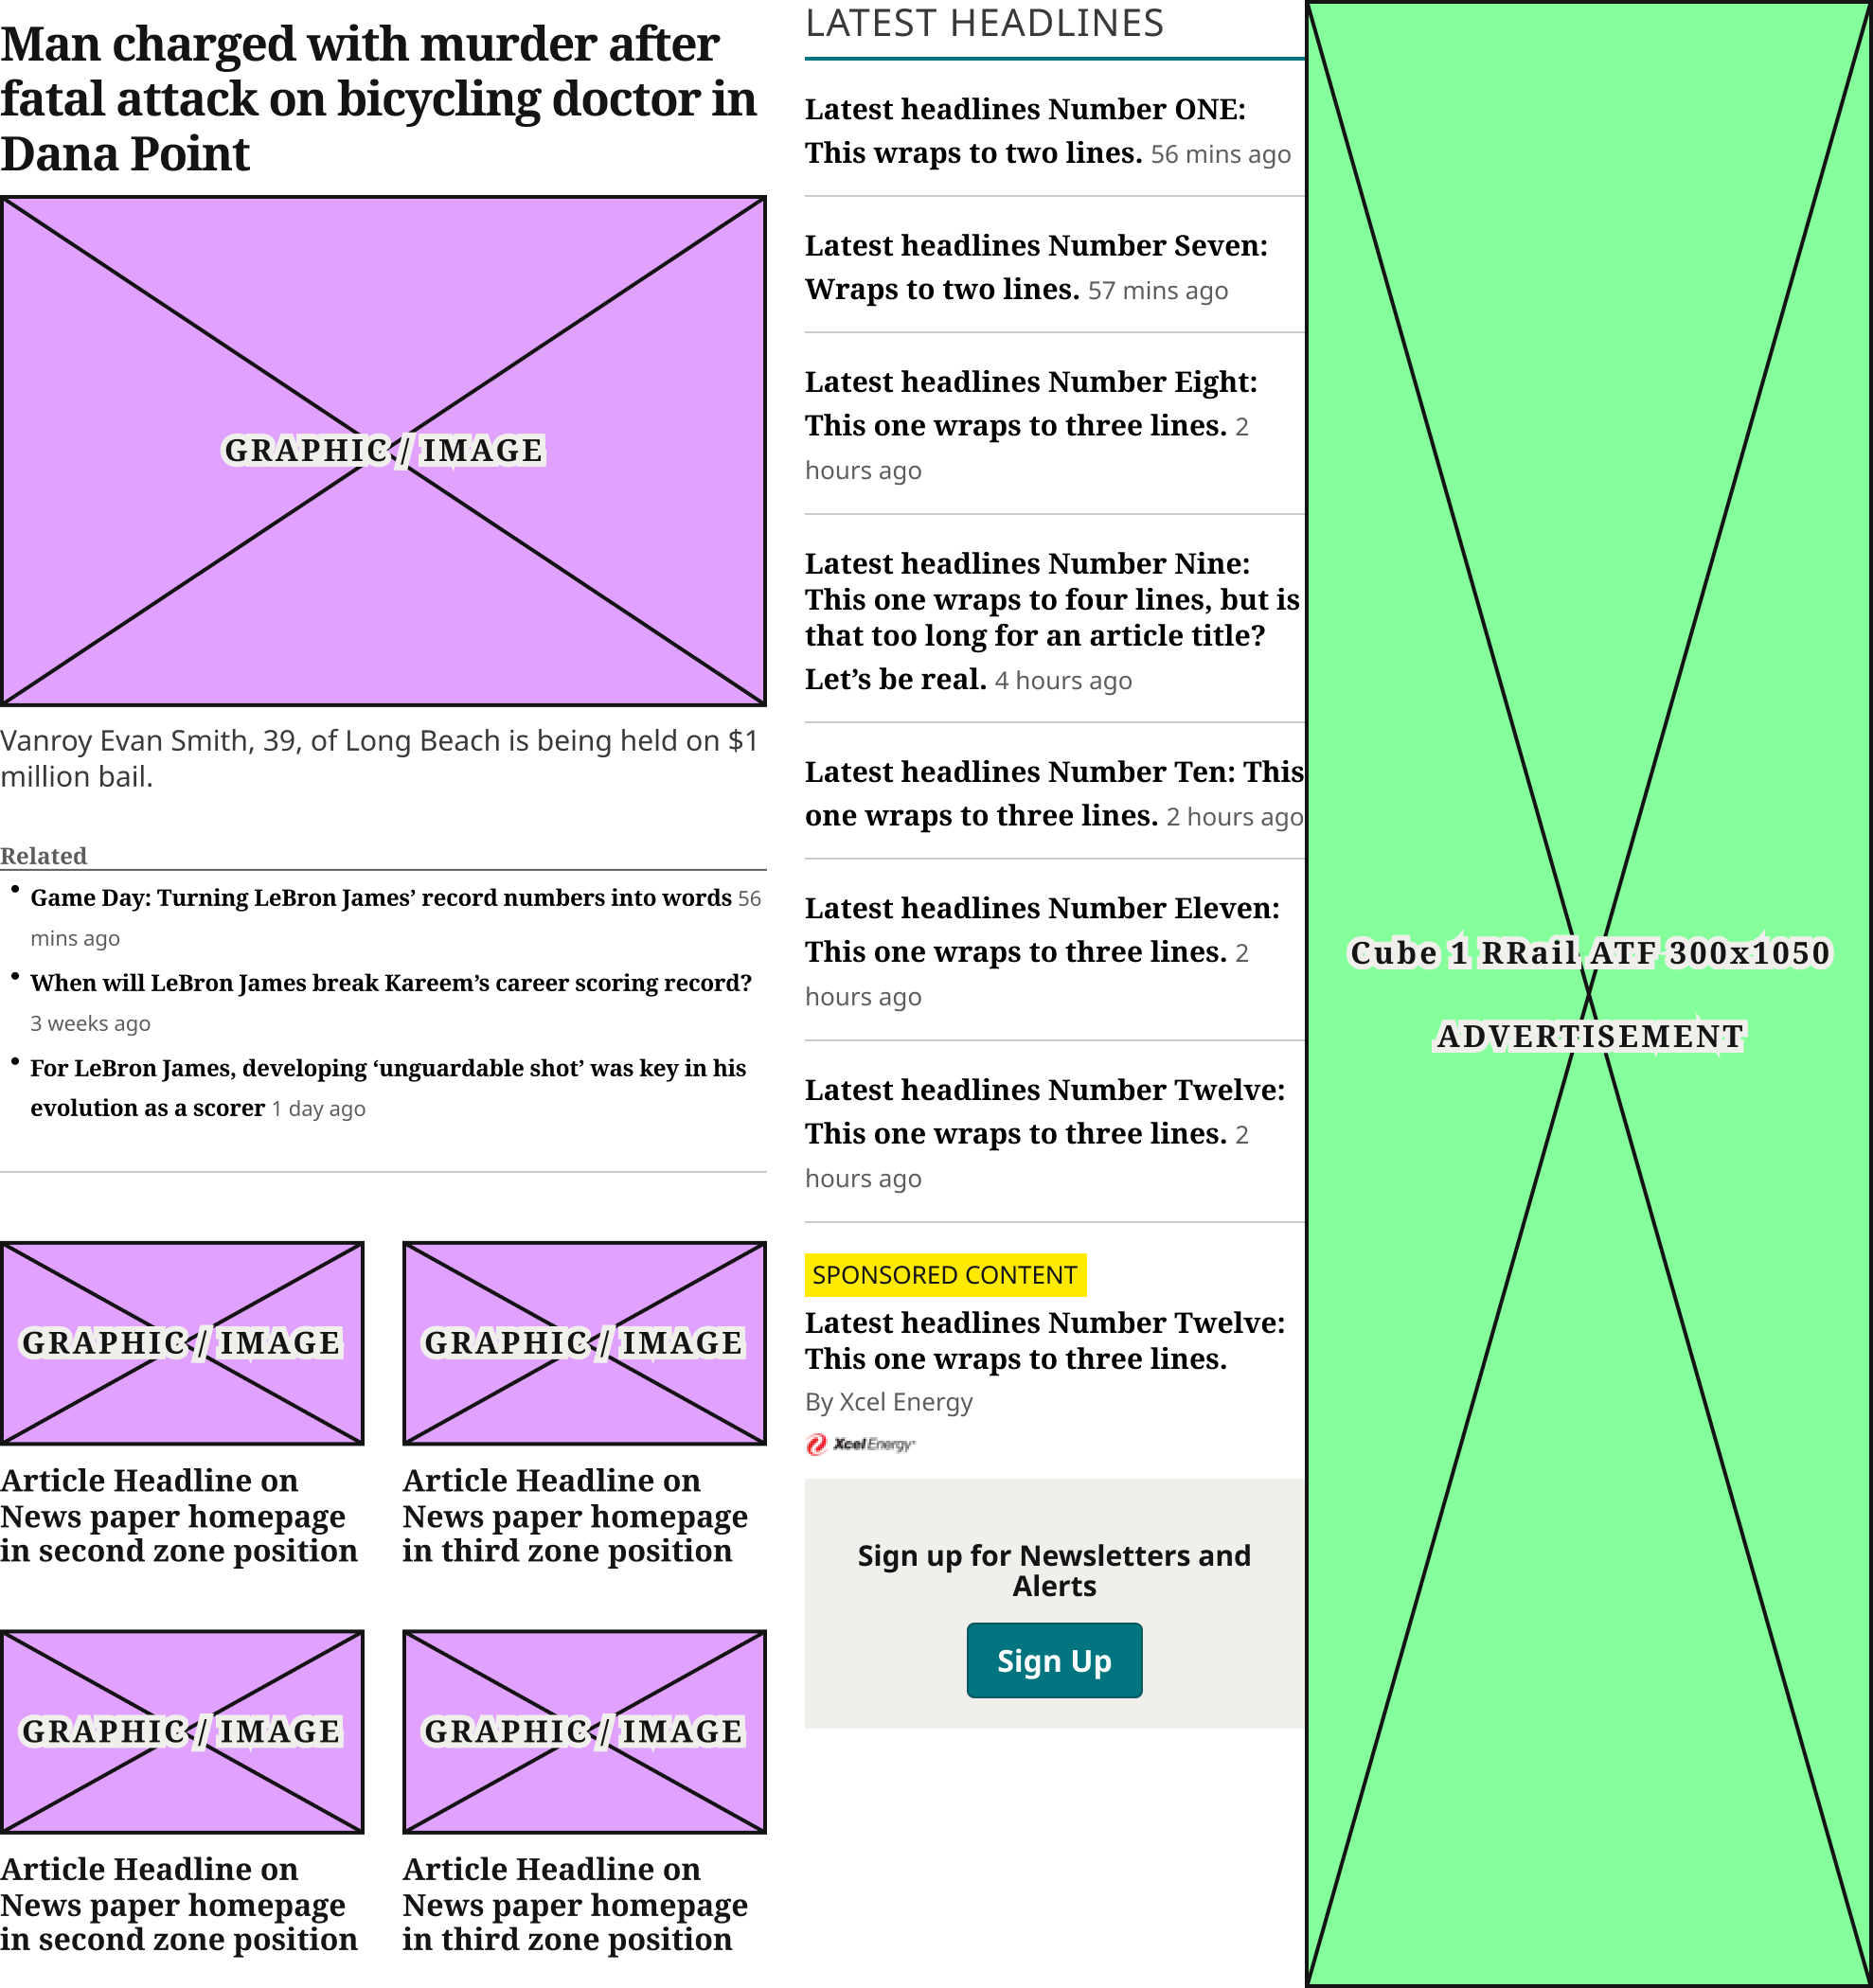 Man charged with murder after
fatal attack on bicycling doctor in
Dana Point
GRAPHIC / IMAGE
Vanroy Evan Smith, 39, of Long Beach is being held on $1
million bail.
Related
Game Day: Turning LeBron James’ record numbers into words 56
mins ago
When will LeBron James break Kareem’s career scoring record?
3 weeks ago
For LeBron James, developing ‘unguardable shot’ was key in his
evolution as a scorer 1 day ago
GRAPHIC / IMAGE
Article Headline on
News paper homepage
in second zone position
GRAPHIC / IMAGE
Article Headline on
News paper homepage
in third zone position
GRAPHIC / IMAGE
Article Headline on
News paper homepage
in second zone position
GRAPHIC / IMAGE
Article Headline on
News paper homepage
in third zone position
LATEST HEADLINES
Latest headlines Number ONE:
This wraps to two lines. 56 mins ago
Latest headlines Number Seven:
Wraps to two lines. 57 mins ago
Latest headlines Number Eight:
This one wraps to three lines. 2
hours ago
Latest headlines Number Nine:
This one wraps to four lines, but is
that too long for an article title?
Let’s be real. 4 hours ago
Latest headlines Number Ten: This
one wraps to three lines. 2 hours ago
Latest headlines Number Eleven:
This one wraps to three lines. 2
hours ago
Latest headlines Number Twelve:
This one wraps to three lines. 2
hours ago
SPONSORED CONTENT
Latest headlines Number Twelve:
This one wraps to three lines.
By Xcel Energy
Xcel Energy
Sign up for Newsletters and
Alerts
Sign Up
Cube 1 RRail ATF 300x1050
ADVERTISEMENT